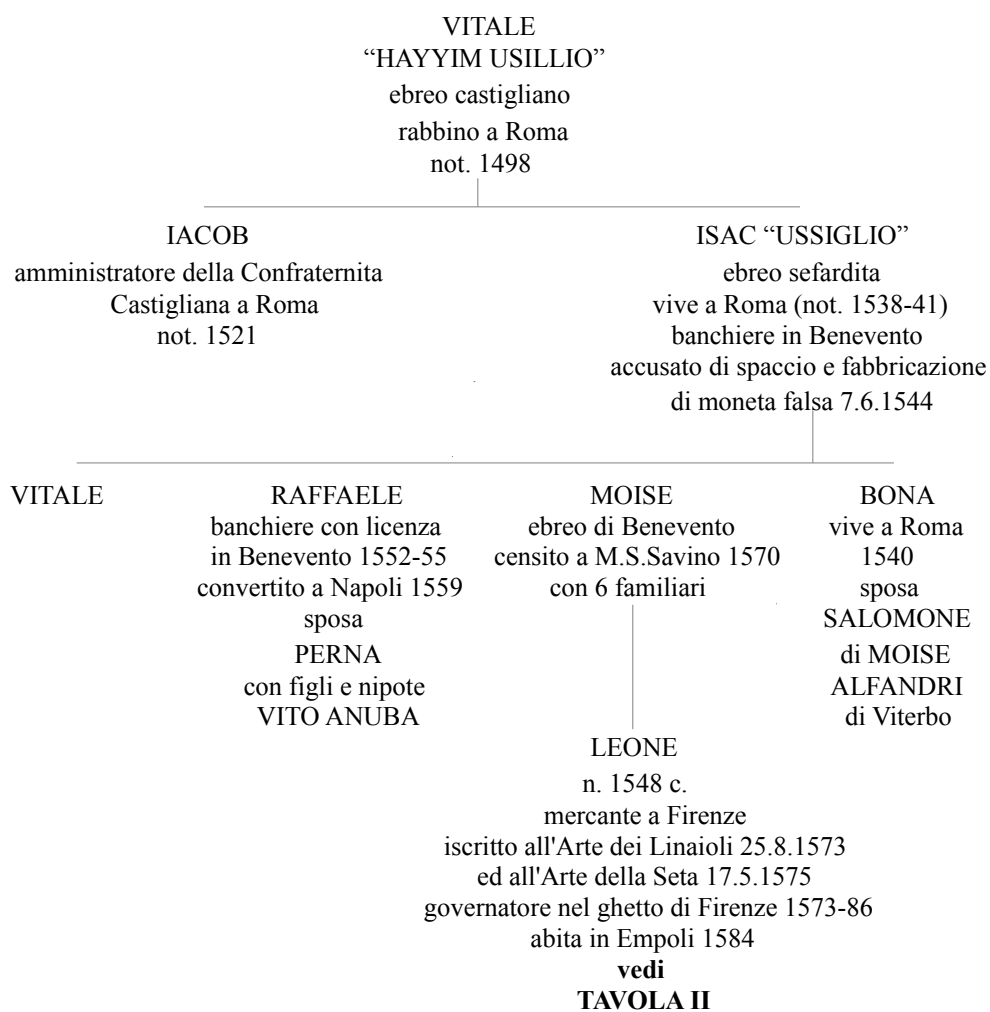 VITALE
“HAYYIM USILLIO”
ebreo castigliano
rabbino a Roma
not. 1498
IACOB
amministratore della Confraternita
Castigliana a Roma
not. 1521
ISAC “USSIGLIO”
ebreo sefardita
vive a Roma (not. 1538-41)
banchiere in Benevento
accusato di spaccio e fabbricazione
di moneta falsa 7.6.1544
VITALE
RAFFAELE
banchiere con licenza
in Benevento 1552-55
convertito a Napoli 1559
sposa
PERNA
con figli e nipote
VITO ANUBA
MOISE
ebreo di Benevento
censito a M.S.Savino 1570
con 6 familiari
BONA
vive a Roma
1540
sposa
SALOMONE
di MOISE
ALFANDRI
di Viterbo
LEONE
n. 1548 c.
mercante a Firenze
iscritto all'Arte dei Linaioli 25.8.1573
ed all'Arte della Seta 17.5.1575
governatore nel ghetto di Firenze 1573-86
abita in Empoli 1584
vedi
TAVOLA II